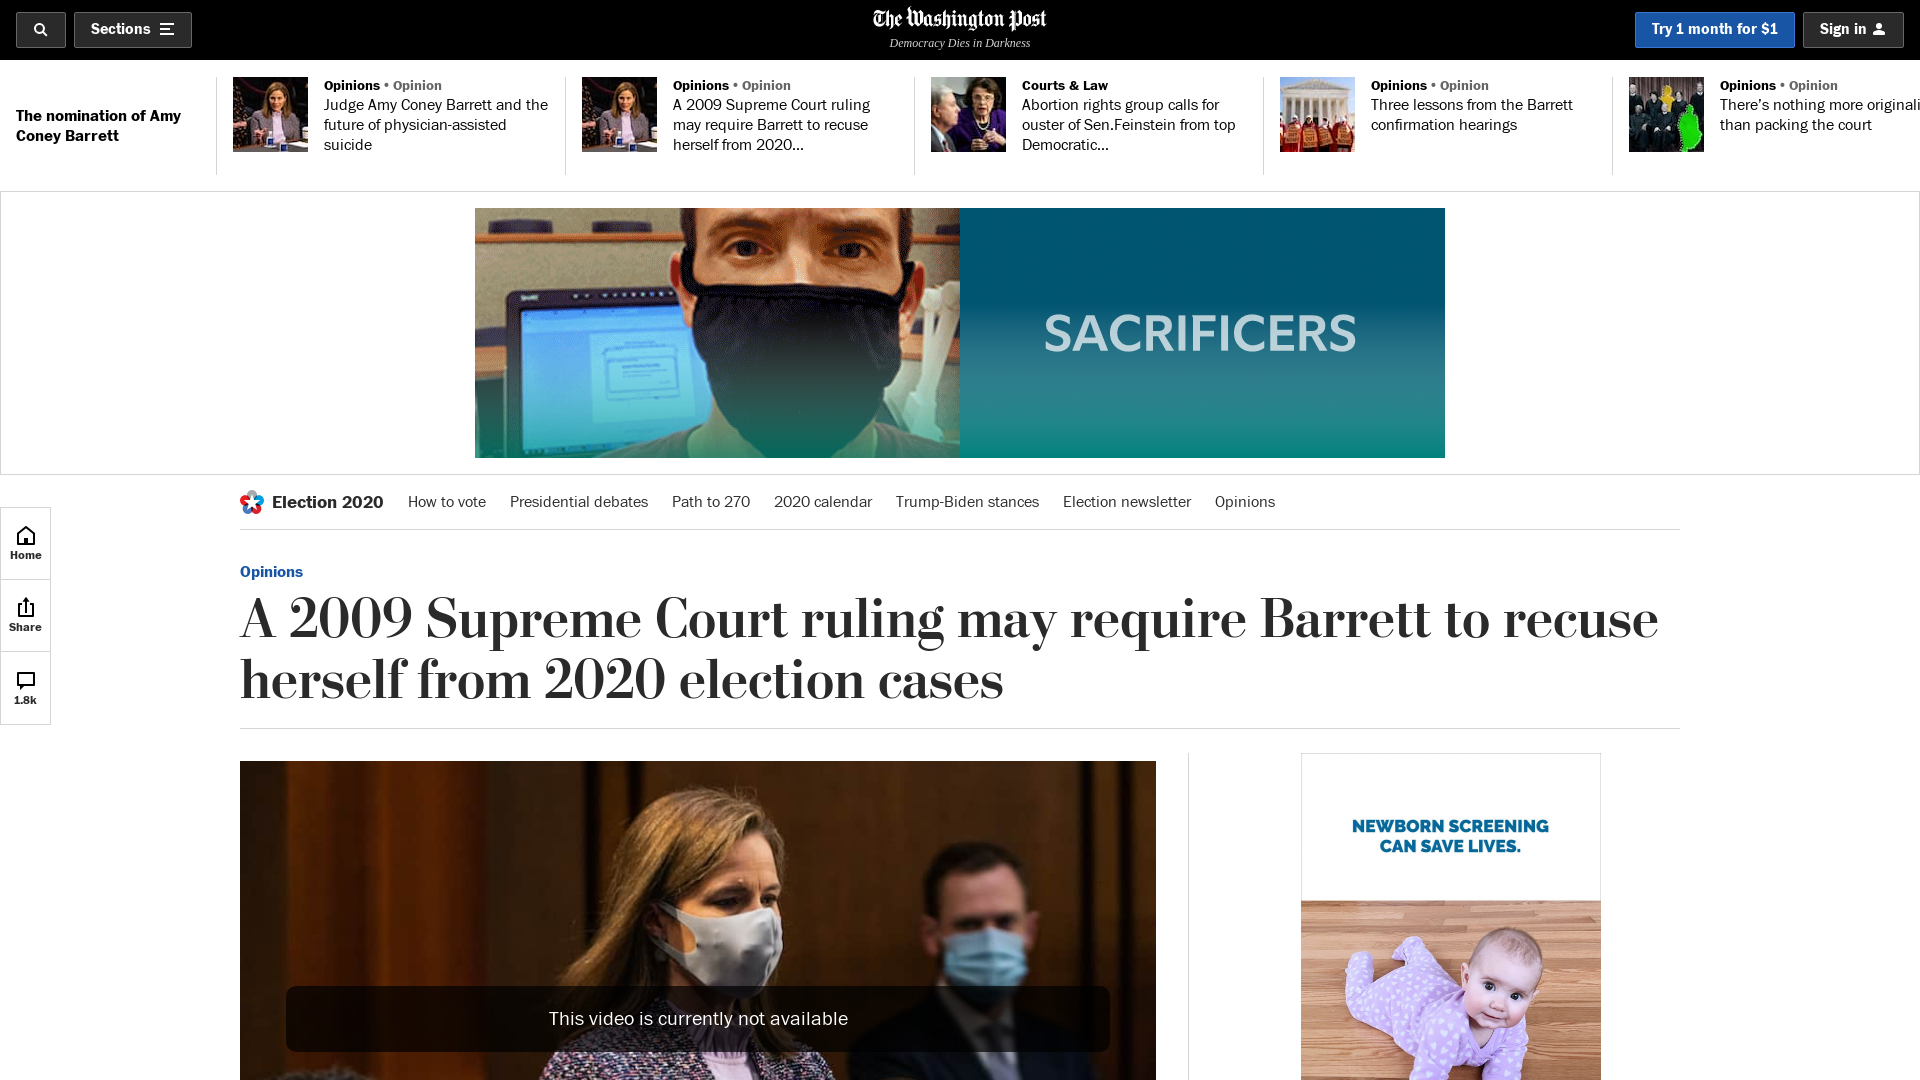 Sections
The Washington Post
Democracy Dies in Darkness
Try 1 month for $1
Sign in
The nomination of Amy
Coney Barrett
Opinions • Opinion
Judge Amy Coney Barrett and the
future of physician-assisted
suicide
Opinions • Opinion
A 2009 Supreme Court ruling
may require Barrett to recuse
herself from 2020...
Courts & Law
Abortion rights group calls for
ouster of Sen.Feinstein from top
Democratic...
Opinions • Opinion
Three lessons from the Barrett
confirmation hearings
Opinions • Opinion
There’s nothing more originali
than packing the court
SACRIFICERS
Election 2020
How to vote
Presidential debates
Path to 270
2020 calendar
Trump-Biden stances
Election newsletter
Opinions
Home
Share
1.8k
Opinions
A 2009 Supreme Court ruling may require Barrett to recuse
herself from 2020 election cases
This video is currently not available
NEWBORN SCREENING
CAN SAVE LIVES.